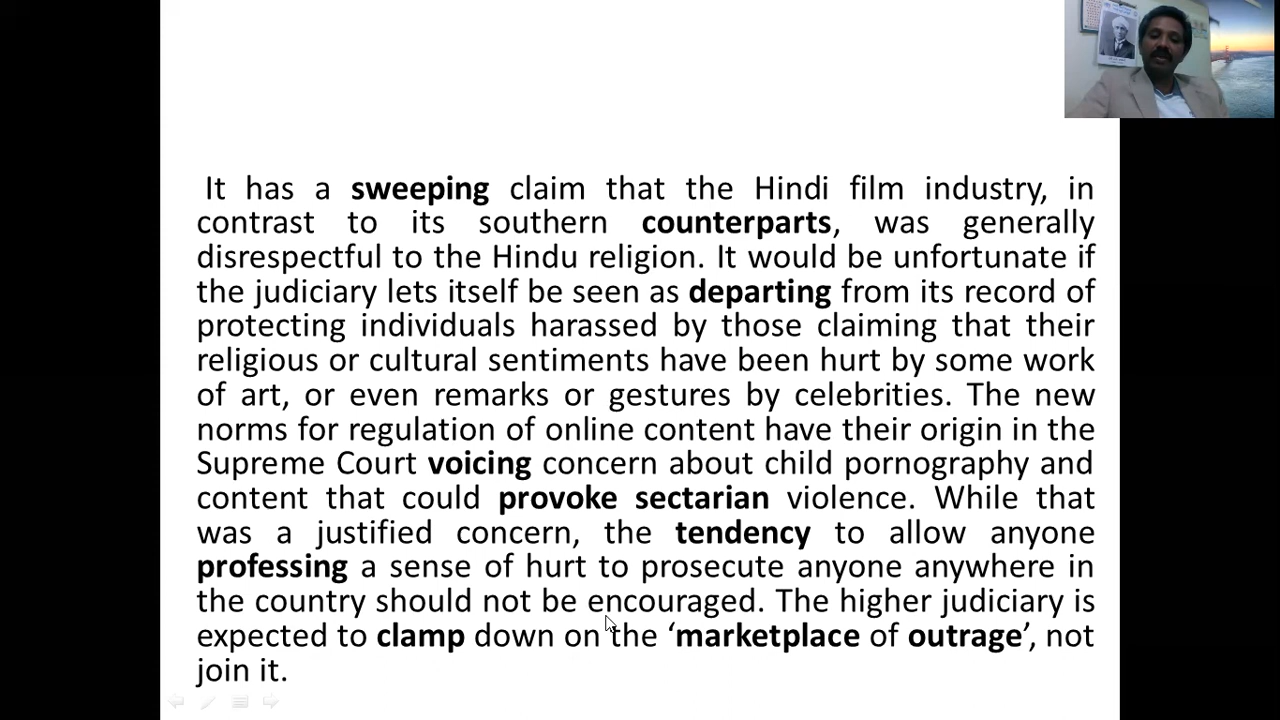 It has a sweeping claim that the Hindi film industry, in
contrast to its southern counterparts, was generally
disrespectful to the Hindu religion. It would be unfortunate if
the judiciary lets itself be seen as departing from its record of
protecting individuals harassed by those claiming that their
religious or cultural sentiments have been hurt by some work
of art, or even remarks or gestures by celebrities. The new
norms for regulation of online content have their origin in the
Supreme Court voicing concern about child pornography and
content that could provoke sectarian violence. While that
was a justified concern, the tendency to allow anyone
professing a sense of hurt to prosecute anyone anywhere in
the country should not be encouraged. The higher judiciary is
expected to clamp down on the ‘marketplace of outrage’, not
join it.